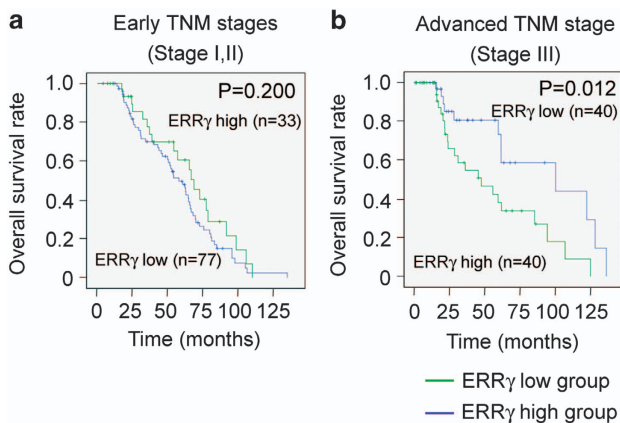 a
Early TNM stages
(Stage I,II)
P=0.200
ERRγ high (n=33)
ERRγ low (n=77)
Overall survival rate
1.0
0.8
0.6
0.4
0.2
0
0 25 50 75 100 125
Time (months)
b
Advanced TNM stage
(Stage III)
P=0.012
ERRγ low (n=40)
ERRγ high (n=40)
Overall survival rate
1.0
0.8
0.6
0.4
0.2
0
0 25 50 75 100 125
Time (months)
ERRγ low group
ERRγ high group